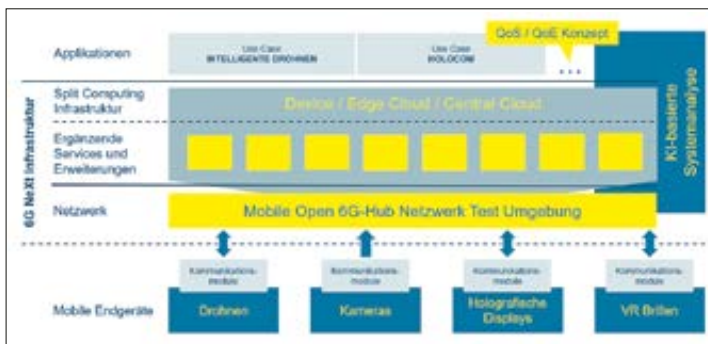 Applikationen
Use Case
INTELLIGENTE DROHNEN
Use Case
HOLOCOM
QoS / QoE Konzept
...
6G NeXt Infrastruktur
Split Computing
Infrastruktur
Device / Edge Cloud / Central Cloud
KI-basierte
Systemanalyse
Ergänzende
Services und
Erweiterungen
Netzwerk
Mobile Open 6G-Hub Netzwerk Test Umgebung
Kommunikations-
module
Kommunikations-
module
Kommunikations-
module
Kommunikations-
module
Mobile Endgeräte
Drohnen
Kameras
Holografische
Displays
VR Brillen